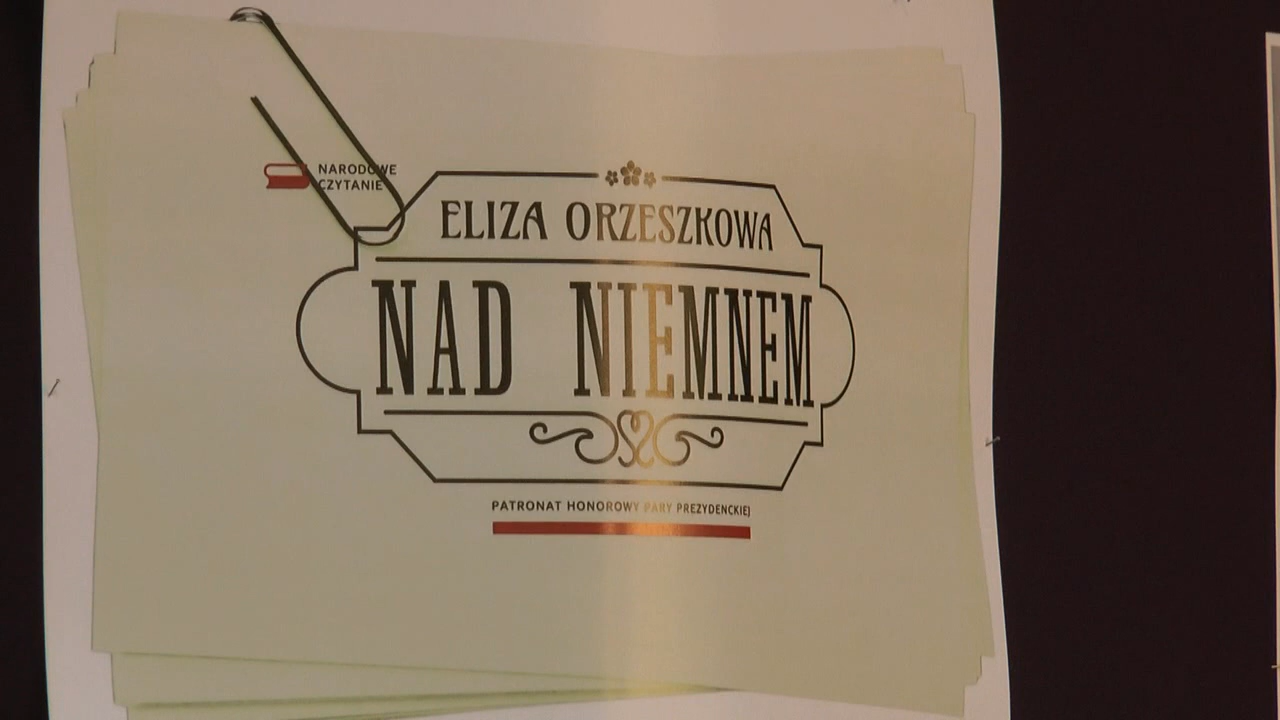 NARODOWE
CZYTANIE
ELIZA ORZESZKOWA
NAD NIEMNEM
PATRONAT HONOROWY PARY PREZYDENCKIEJ